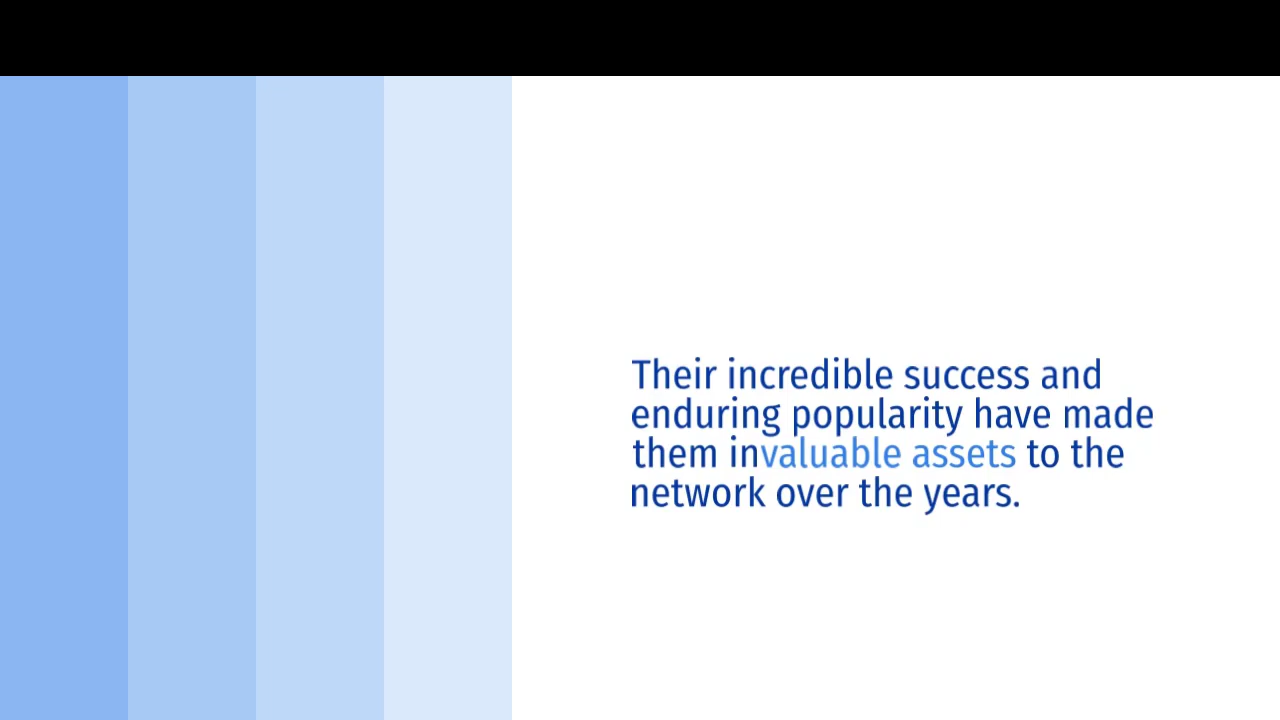 Their incredible success and
enduring popularity have made
them invaluable assets to the
network over the years.